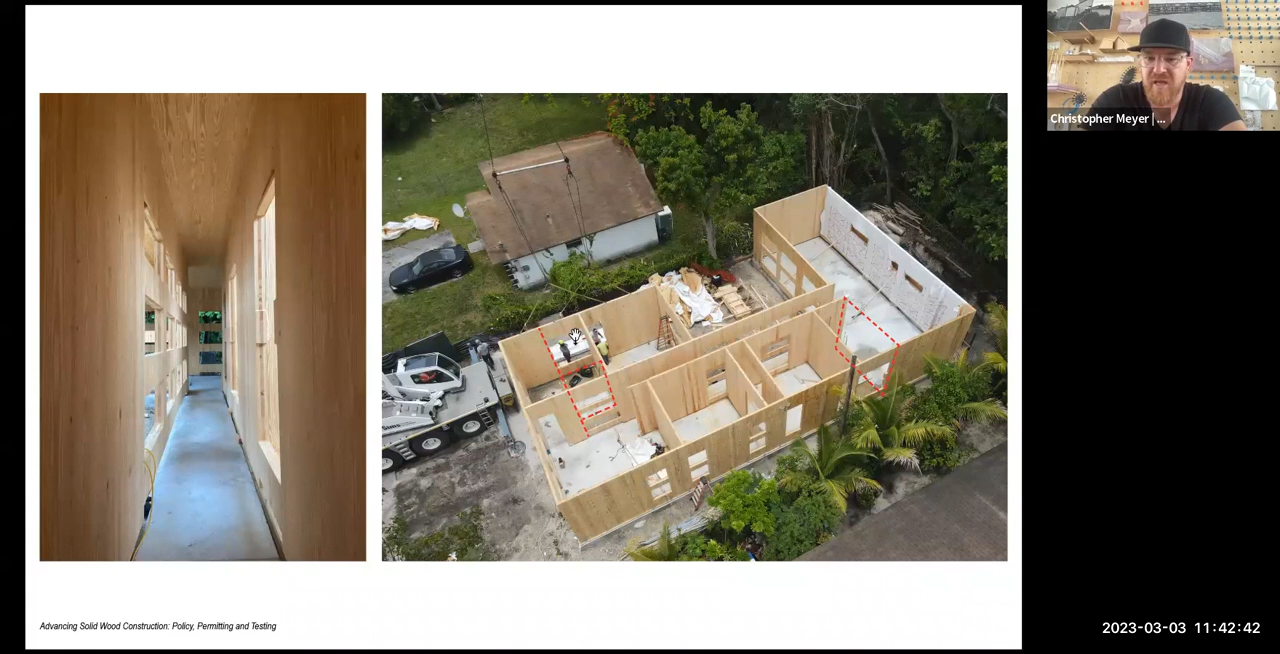 Christopher Meyer | ...
Advancing Solid Wood Construction: Policy, Permitting and Testing
2023-03-03 11:42:42